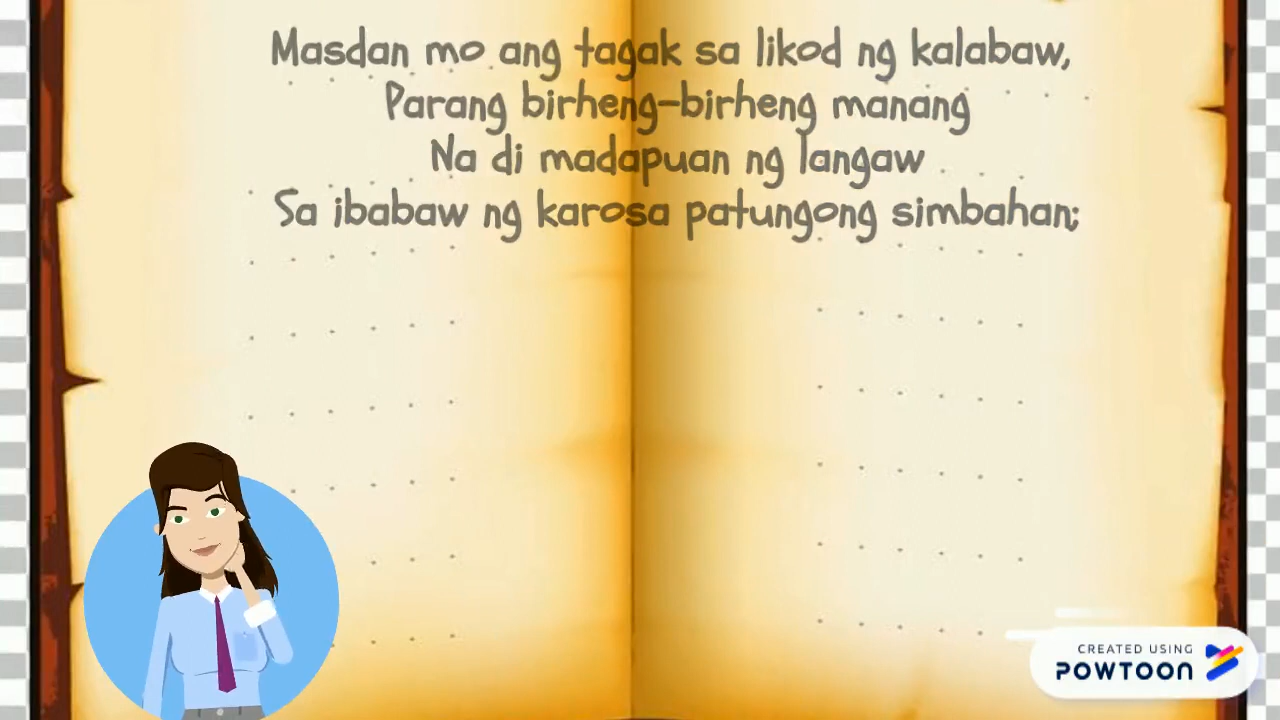 Masdan mo ang tagak sa likod ng kalabaw,
Parang birheng-birheng manang
Na di madapuan ng langaw
Sa ibabaw ng karosa patungong simbahan;
CREATED USING
POWTOON